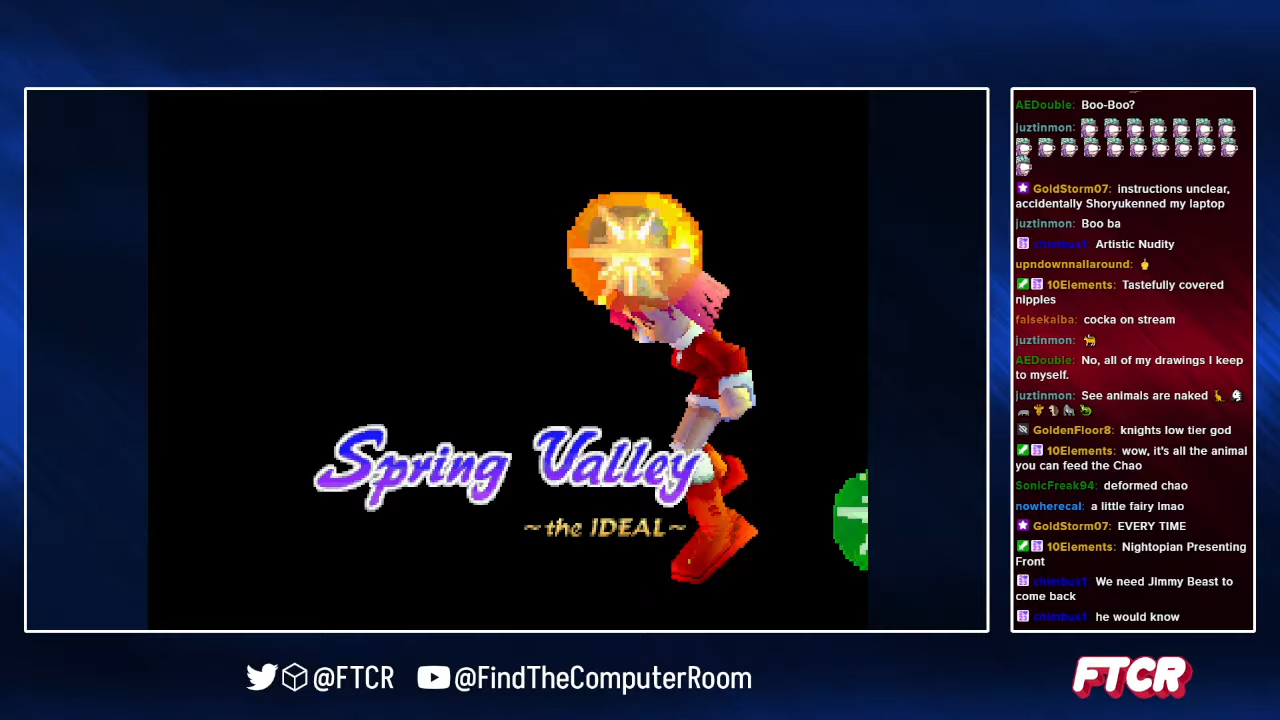 Spring Valley
~the IDEAL~
AEDouble: Boo-Boo?
juztinmon:
GoldStorm07: instructions unclear,
accidentally Shoryukenned my laptop
juztinmon: Boo ba
chimbus1: Artistic Nudity
upndownnallaround:
10Elements: Tastefully covered
nipples
falsekaiba: cocka on stream
juztinmon:
AEDouble: No, all of my drawings I keep
to myself.
juztinmon: See animals are naked
GoldenFloor8: knights low tier god
10Elements: wow, it's all the animal
you can feed the Chao
SonicFreak94: deformed chao
nowherecal: a little fairy lmao
GoldStorm07: EVERY TIME
10Elements: Nightopian Presenting
Front
We need Jimmy Beast to
come back
he would know
@FTCR @FindTheComputerRoom
FTCR